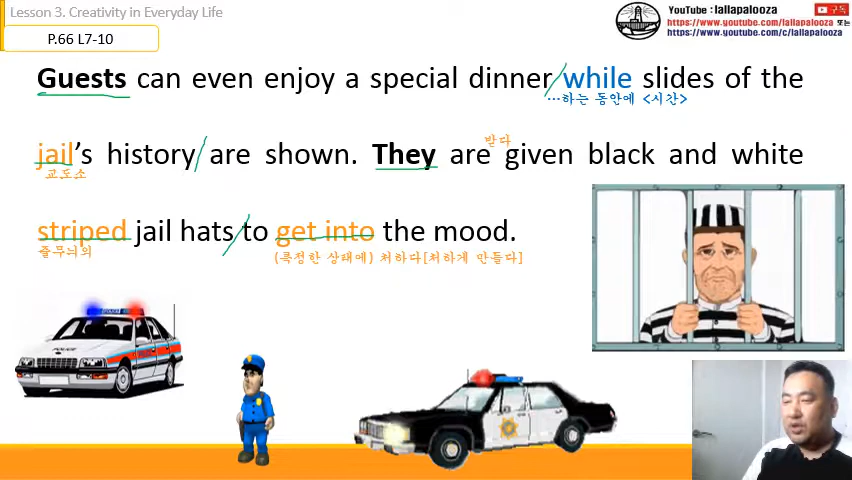 Lesson 3. Creativity in Everyday Life
YouTube : lallapalooza 구독
https://www.youtube.com/lallapalooza 또는
https://www.youtube.com/c/lallapalooza
P.66 L7-10
Guests can even enjoy a special dinner / while slides of the
…하는 동안에 <시간>
받다
jail’s history / are shown. They are given black and white
교도소
striped jail hats / to get into the mood.
줄무늬의
(특정한 상태에) 처하다[처하게 만들다]
POLICE